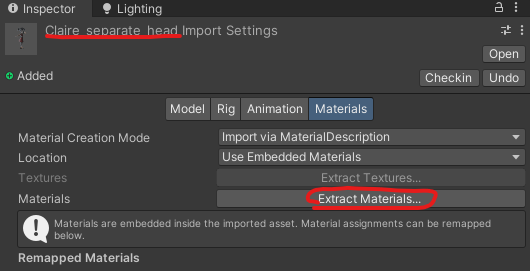 Inspector Lighting
Claire_separate_head Import Settings
Open
Added Checkin Undo
Model Rig Animation Materials
Material Creation Mode Import via MaterialDescription
Location Use Embedded Materials
Textures Extract Textures...
Materials Extract Materials...
Materials are embedded inside the imported asset. Material assignments can be remapped
below.
Remapped Materials